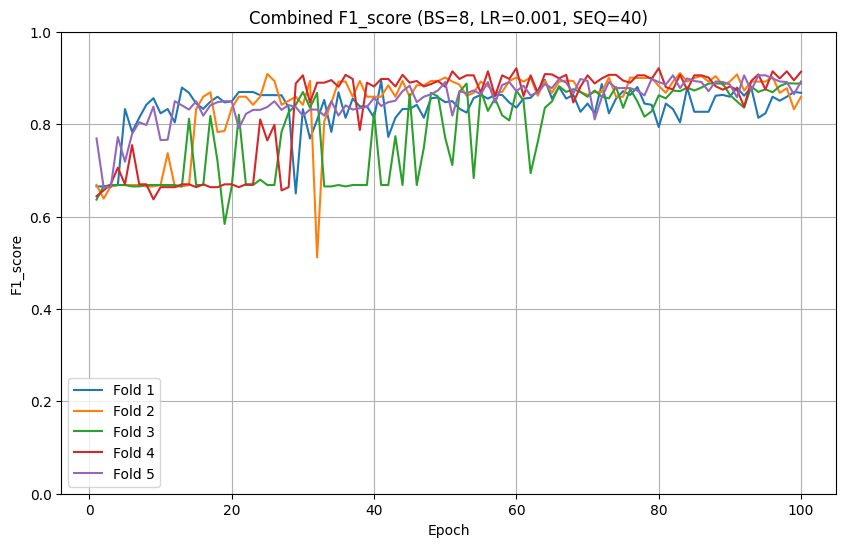 Combined F1_score (BS=8, LR=0.001, SEQ=40)
1.0
0.8
0.6
0.4
0.2
0.0
F1_score
Fold 1
Fold 2
Fold 3
Fold 4
Fold 5
0 20 40 60 80 100
Epoch